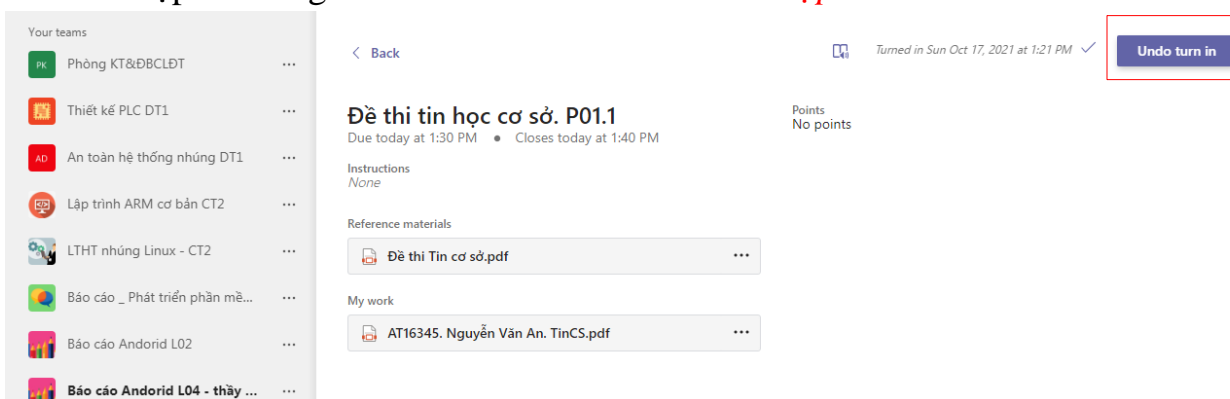 Your teams
PK Phòng KT&ĐBCLĐT ...
Thiết kế PLC DT1 ...
AD An toàn hệ thống nhúng DT1 ...
Lập trình ARM cơ bản CT2 ...
LTHT nhúng Linux - CT2 ...
Báo cáo _ Phát triển phần mề... ...
Báo cáo Andorid L02 ...
Báo cáo Andorid L04 - thầy ... ...
< Back
Turned in Sun Oct 17, 2021 at 1:21 PM ✓
Undo turn in
Đề thi tin học cơ sở. P01.1
Due today at 1:30 PM • Closes today at 1:40 PM
Instructions
None
Reference materials
Đề thi Tin cơ sở.pdf ...
My work
AT16345. Nguyễn Văn An. TinCS.pdf ...
Points
No points